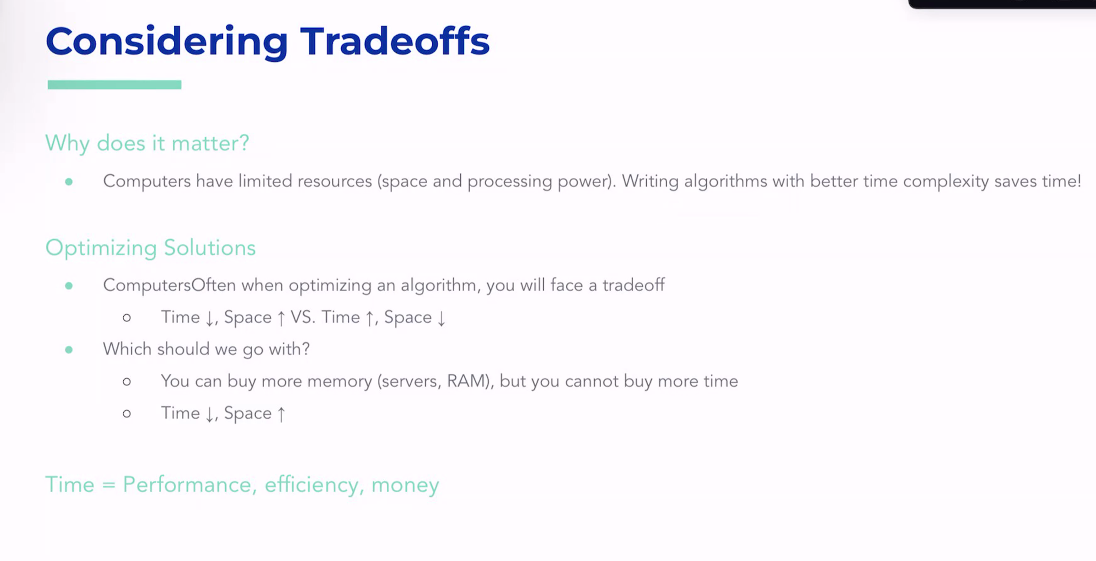 Considering Tradeoffs
Why does it matter?
● Computers have limited resources (space and processing power). Writing algorithms with better time complexity saves time!
Optimizing Solutions
● ComputersOften when optimizing an algorithm, you will face a tradeoff
○ Time ↓, Space ↑ VS. Time ↑, Space ↓
● Which should we go with?
○ You can buy more memory (servers, RAM), but you cannot buy more time
○ Time ↓, Space ↑
Time = Performance, efficiency, money